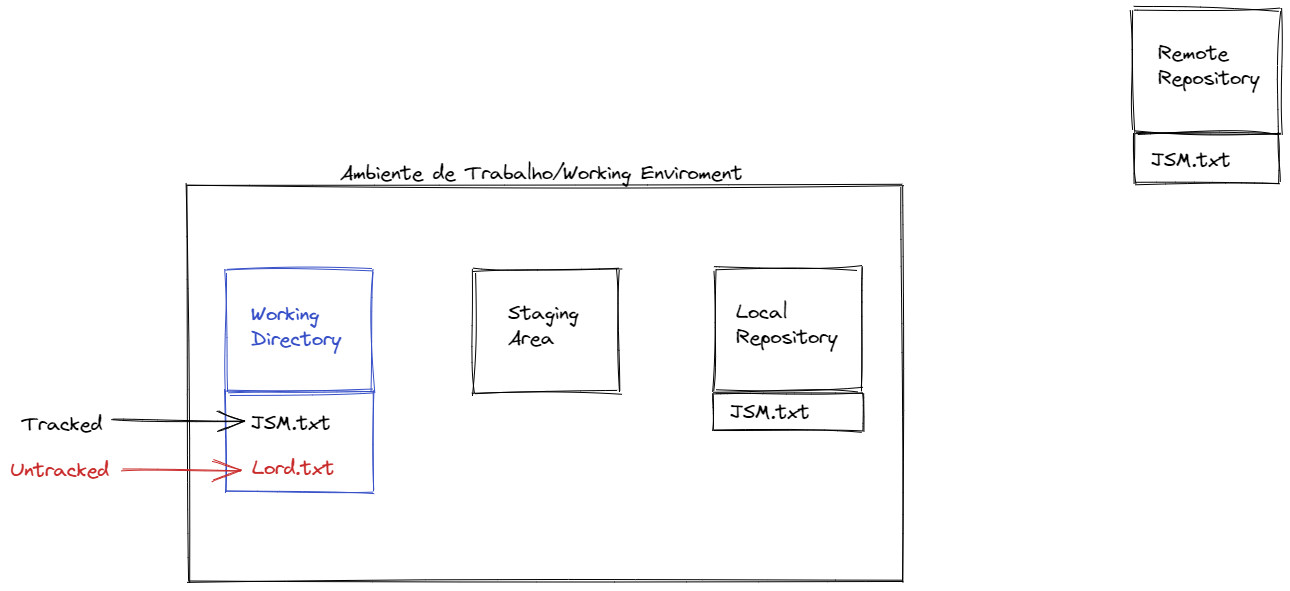 Remote
Repository
JSM.txt
Ambiente de Trabalho/Working Enviroment
Working
Directory
Staging
Area
Local
Repository
JSM.txt
Tracked
JSM.txt
Untracked
Lord.txt